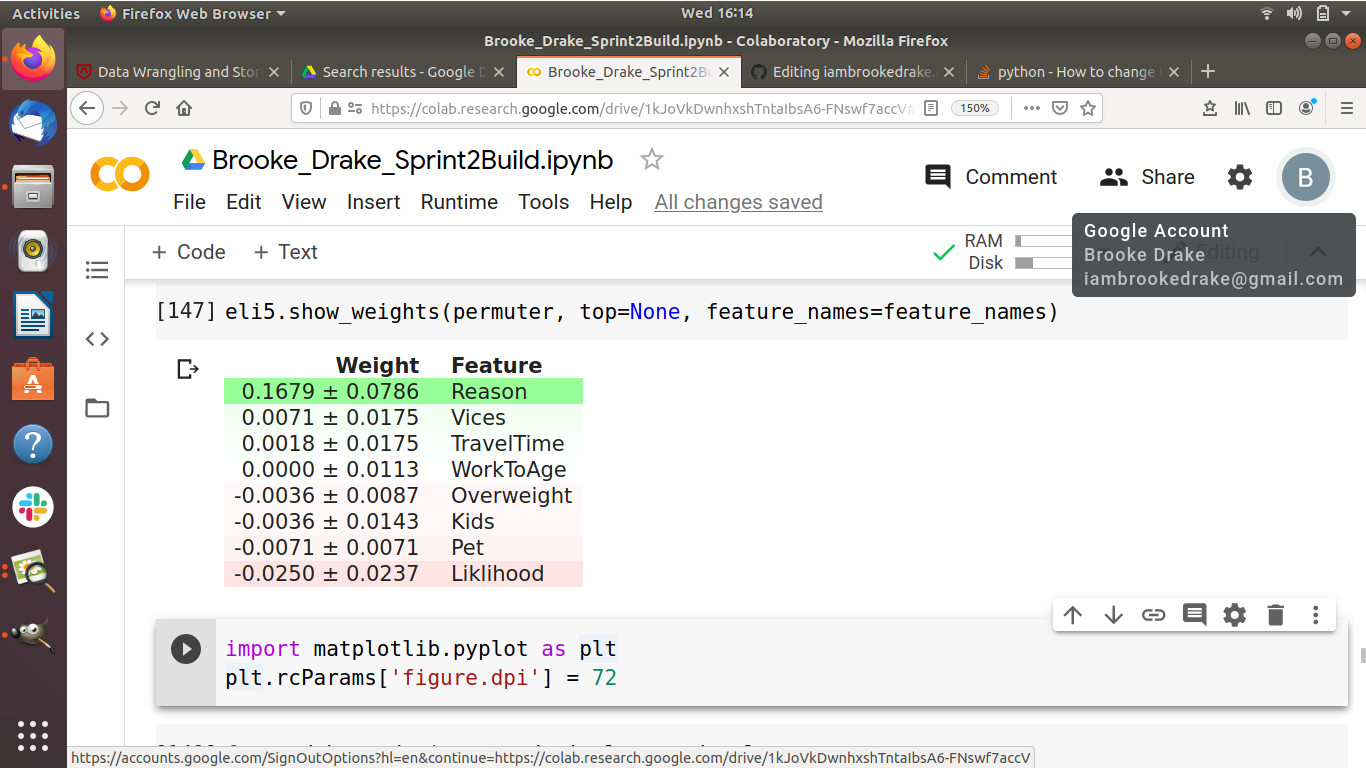 Activities Firefox Web Browser Wed 16:14
Brooke_Drake_Sprint2Build.ipynb - Colaboratory - Mozilla Firefox
Data Wrangling and Stor Search results - Google D Brooke_Drake_Sprint2Bu Editing iambrookedrake. python - How to change
https://colab.research.google.com/drive/1kJoVkDwnhxshTntaIbsA6-FNswf7accV# 150%
Brooke_Drake_Sprint2Build.ipynb
Comment Share B
File Edit View Insert Runtime Tools Help All changes saved
Google Account
Brooke Drake
iambrookedrake@gmail.com
+ Code + Text RAM Disk Editing
[147] eli5.show_weights(permuter, top=None, feature_names=feature_names)
Weight Feature
0.1679 ± 0.0786 Reason
0.0071 ± 0.0175 Vices
0.0018 ± 0.0175 TravelTime
0.0000 ± 0.0113 WorkToAge
-0.0036 ± 0.0087 Overweight
-0.0036 ± 0.0143 Kids
-0.0071 ± 0.0071 Pet
-0.0250 ± 0.0237 Liklihood
import matplotlib.pyplot as plt
plt.rcParams['figure.dpi'] = 72
https://accounts.google.com/SignOutOptions?hl=en&continue=https://colab.research.google.com/drive/1kJoVkDwnhxshTntaIbsA6-FNswf7accV